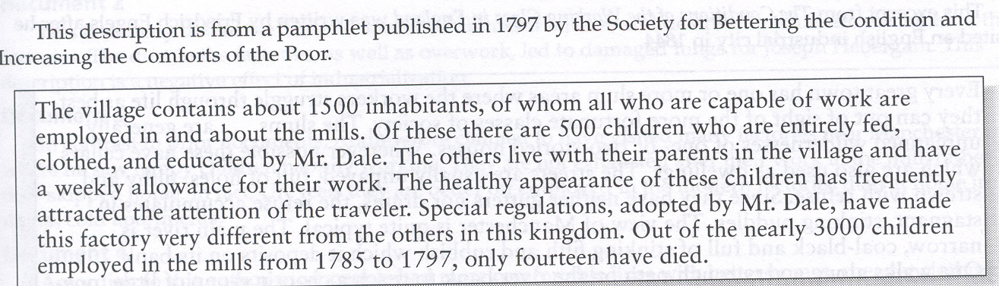 This description is from a pamphlet published in 1797 by the Society for Bettering the Condition and
Increasing the Comforts of the Poor.
The village contains about 1500 inhabitants, of whom all who are capable of work are
employed in and about the mills. Of these there are 500 children who are entirely fed,
clothed, and educated by Mr. Dale. The others live with their parents in the village and have
a weekly allowance for their work. The healthy appearance of these children has frequently
attracted the attention of the traveler. Special regulations, adopted by Mr. Dale, have made
this factory very different from the others in this kingdom. Out of the nearly 3000 children
employed in the mills from 1785 to 1797, only fourteen have died.